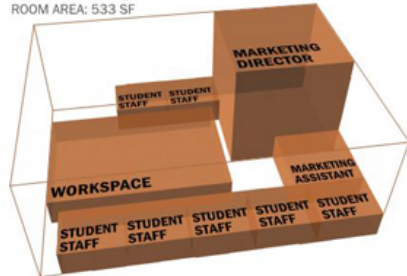 ROOM AREA: 533 SF
MARKETING
DIRECTOR
STUDENT
STAFF
STUDENT
STAFF
WORKSPACE
MARKETING
ASSISTANT
STUDENT
STAFF
STUDENT
STAFF
STUDENT
STAFF
STUDENT
STAFF
STUDENT
STAFF